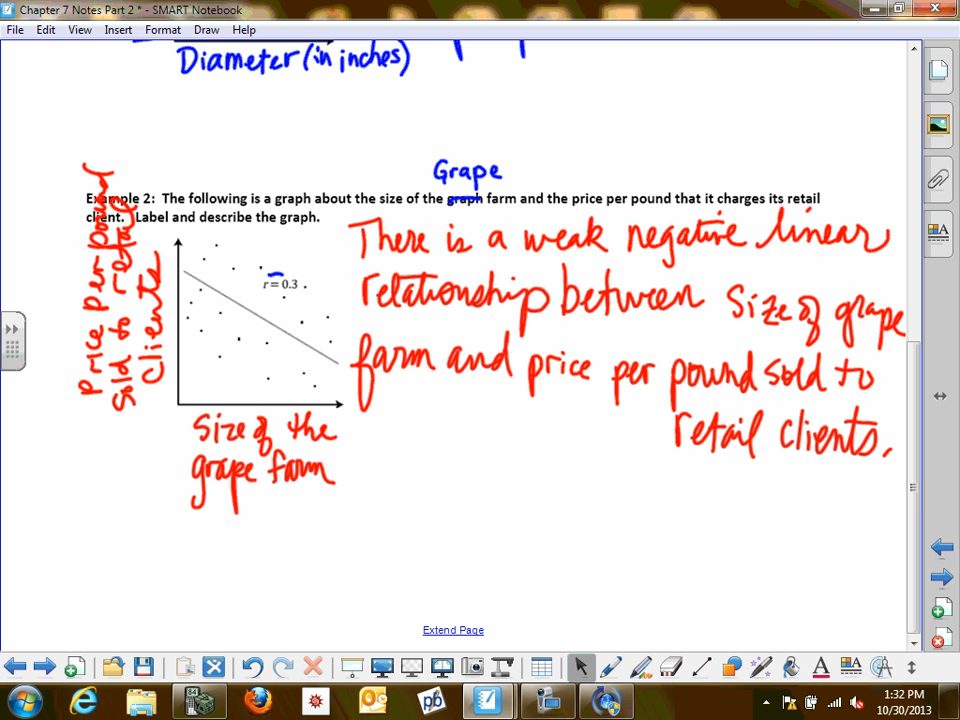 Chapter 7 Notes Part 2 * - SMART Notebook
File Edit View Insert Format Draw Help
Diameter (in inches)
Grape
Example 2: The following is a graph about the size of the graph farm and the price per pound that it charges its retail
client. Label and describe the graph.
Price per pound
sold to retail
clients
r = 0.3
Size of the
grape farm
There is a weak negative linear
relationship between size of grape
farm and price per pound sold to
retail clients.
Extend Page
1:32 PM
10/30/2013